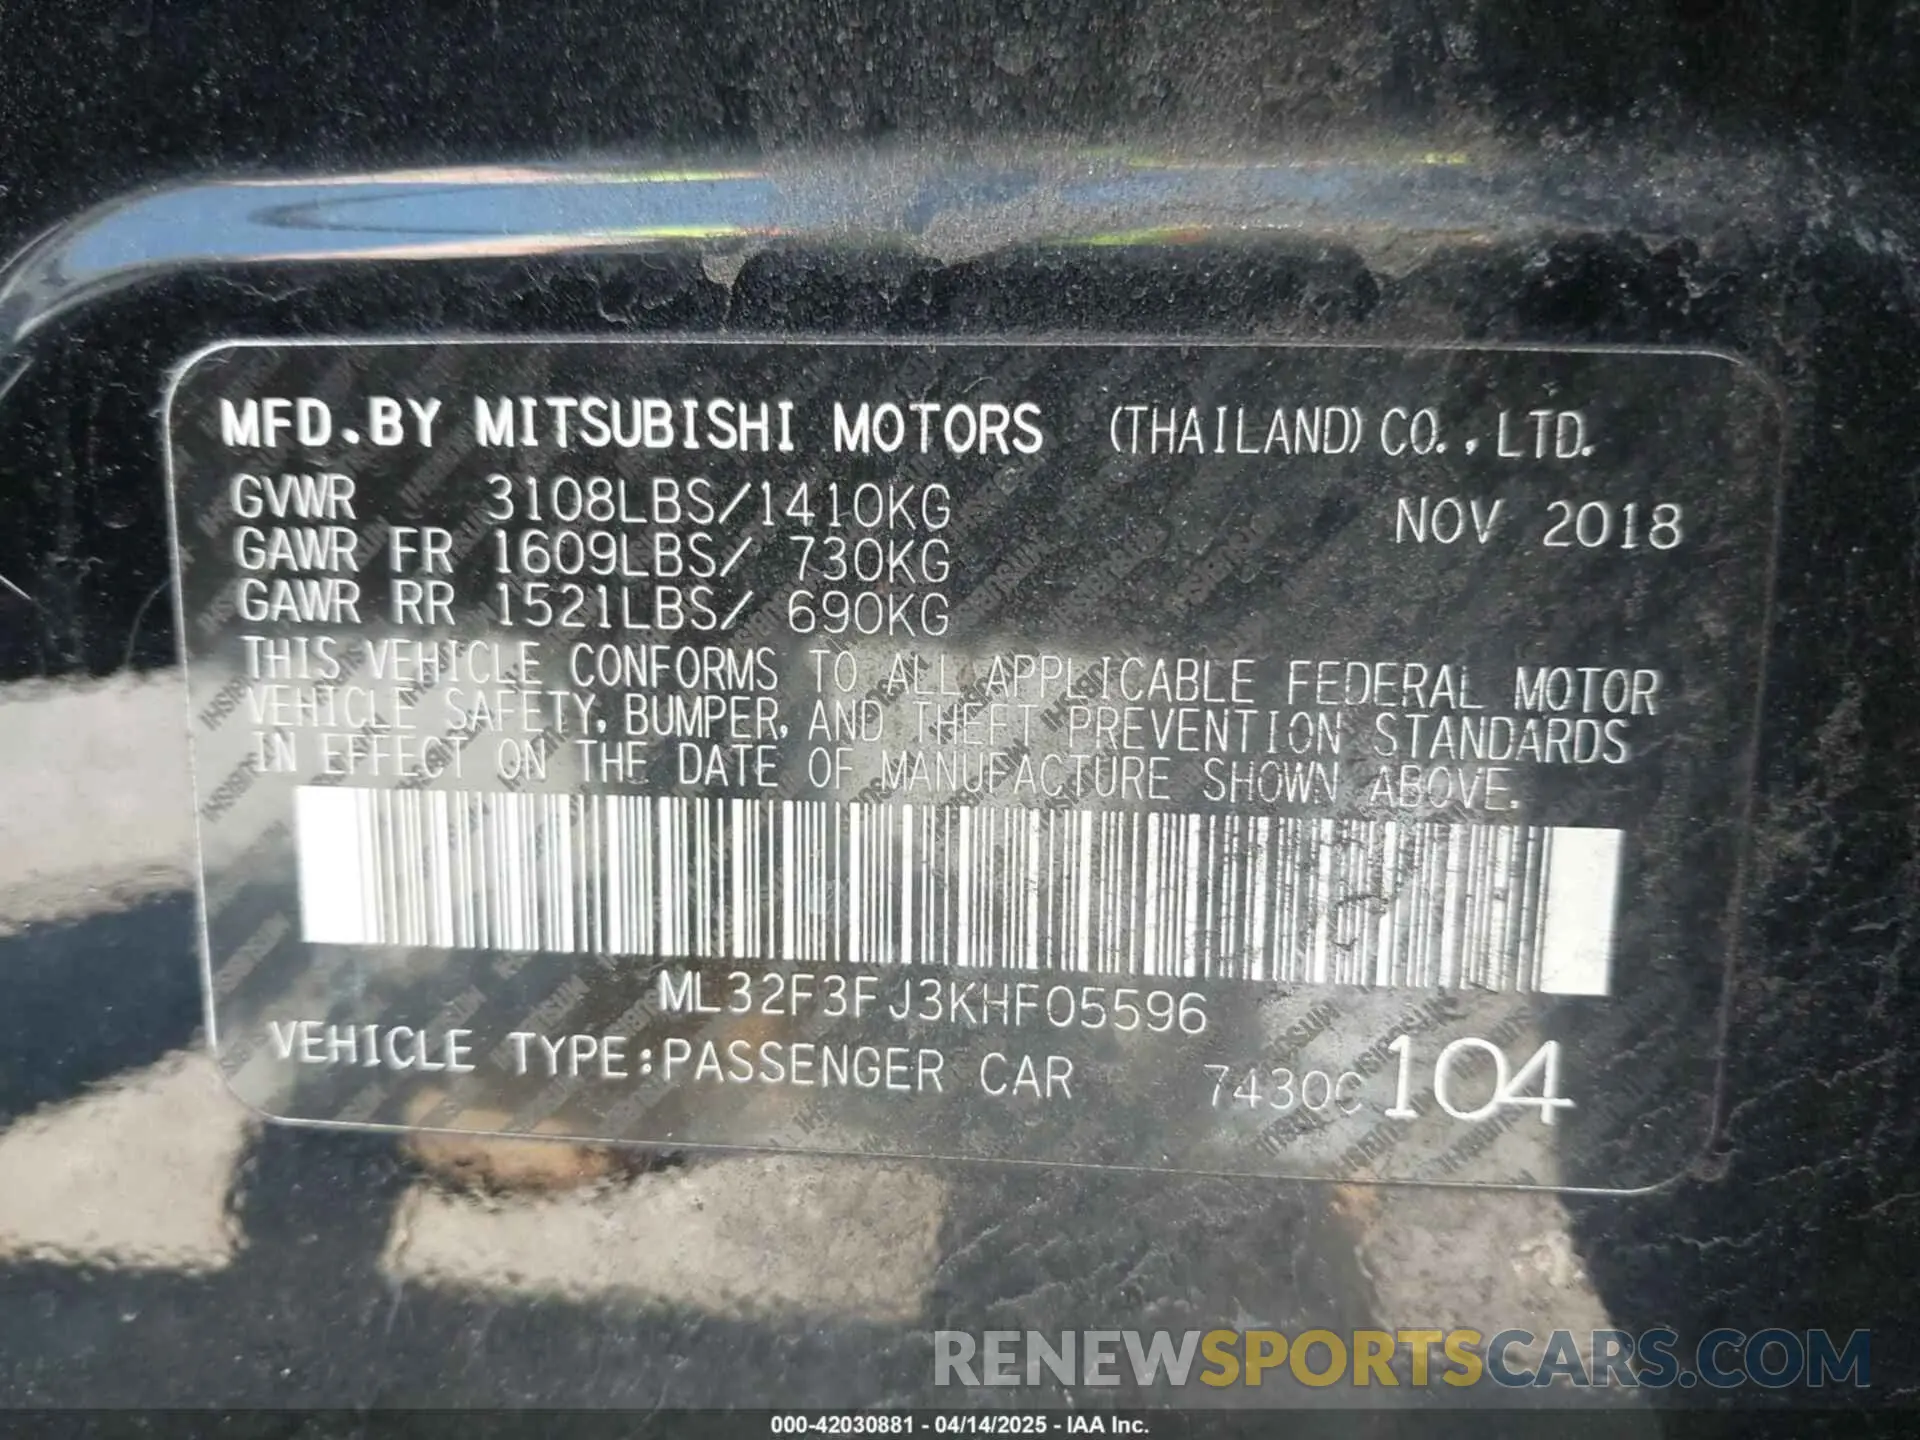 MFD.BY MITSUBISHI MOTORS (THAILAND) CO.,LTD.
GVWR 3108LBS/1410KG NOV 2018
GAWR FR 1609LBS/ 730KG
GAWR RR 1521LBS/ 690KG
THIS VEHICLE CONFORMS TO ALL APPLICABLE FEDERAL MOTOR
VEHICLE SAFETY, BUMPER, AND THEFT PREVENTION STANDARDS
IN EFFECT ON THE DATE OF MANUFACTURE SHOWN ABOVE.
ML32F3FJ3KHF05596
VEHICLE TYPE:PASSENGER CAR 7430C104
RENEWSPORTSCARS.COM
000-42030881 - 04/14/2025 - IAA Inc.